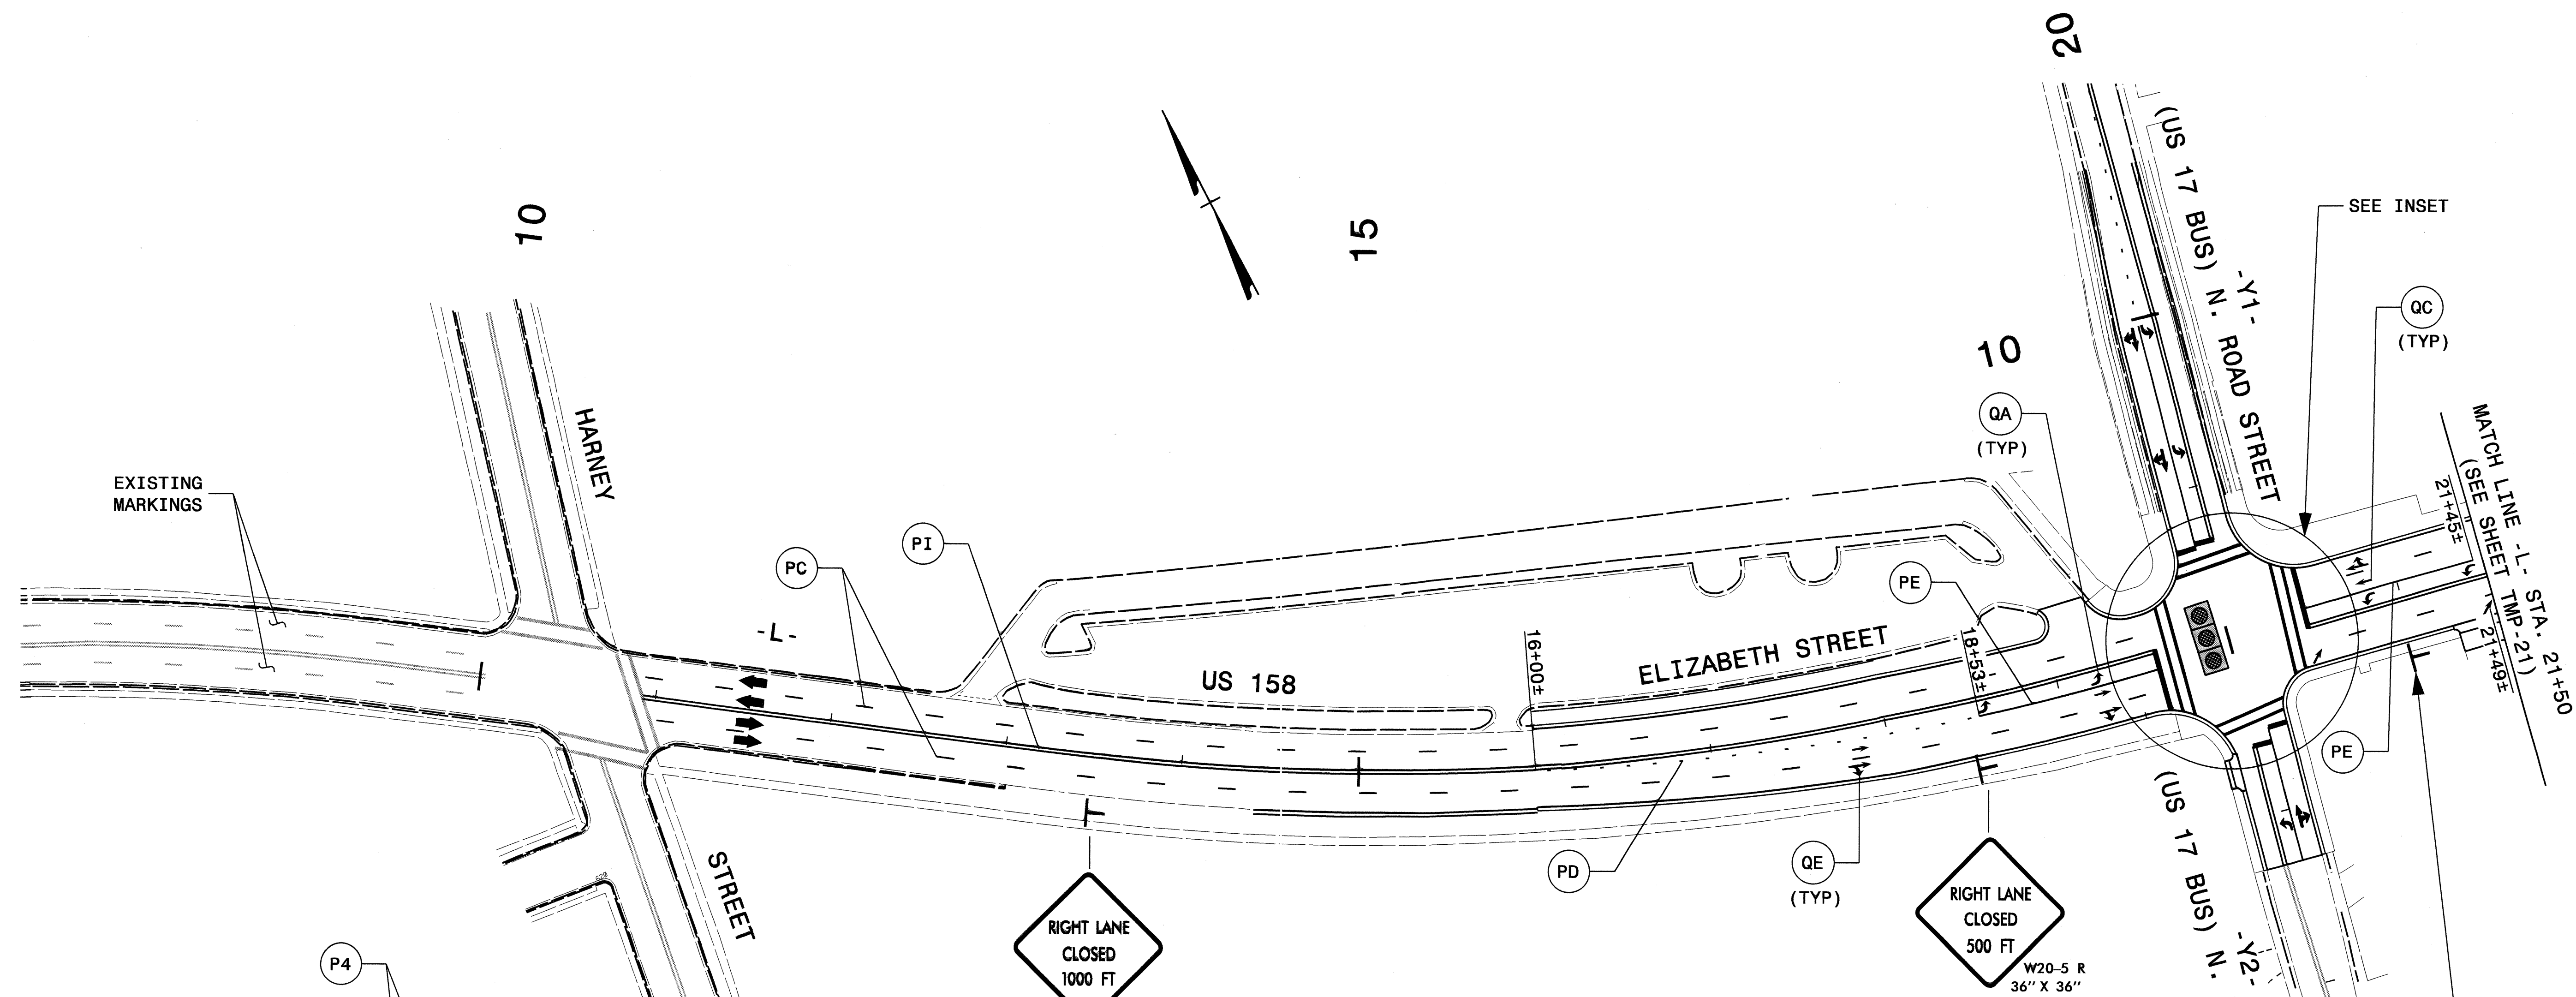 20
(US 17 BUS) N. ROAD STREET
-Y1-
SEE INSET
10
15
QC
(TYP)
10
QA
(TYP)
HARNEY
MATCH LINE -L- STA. 21+50
(SEE SHEET TMP-21)
21+45±
21+49±
EXISTING
MARKINGS
PI
PC
PE
-L-
16+00±
ELIZABETH STREET
18+53±
US 158
PE
PD
QE
(TYP)
STREET
(US 17 BUS) N.
-Y2-
RIGHT LANE
CLOSED
1000 FT
RIGHT LANE
CLOSED
500 FT
W20-5 R
36" X 36"
P4